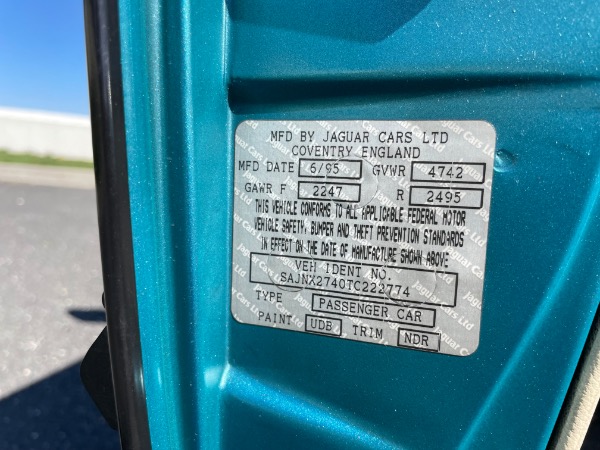 MFD BY JAGUAR CARS LTD
COVENTRY ENGLAND
MFD DATE 6/95 GVWR 4742
GAWR F 2247 R 2495
THIS VEHICLE CONFORMS TO ALL APPLICABLE FEDERAL MOTOR
VEHICLE SAFETY, BUMPER AND THEFT PREVENTION STANDARDS
IN EFFECT ON THE DATE OF MANUFACTURE SHOWN ABOVE
VEH IDENT NO.
SAJNX2740TC222774
TYPE PASSENGER CAR
PAINT UDB TRIM NDR